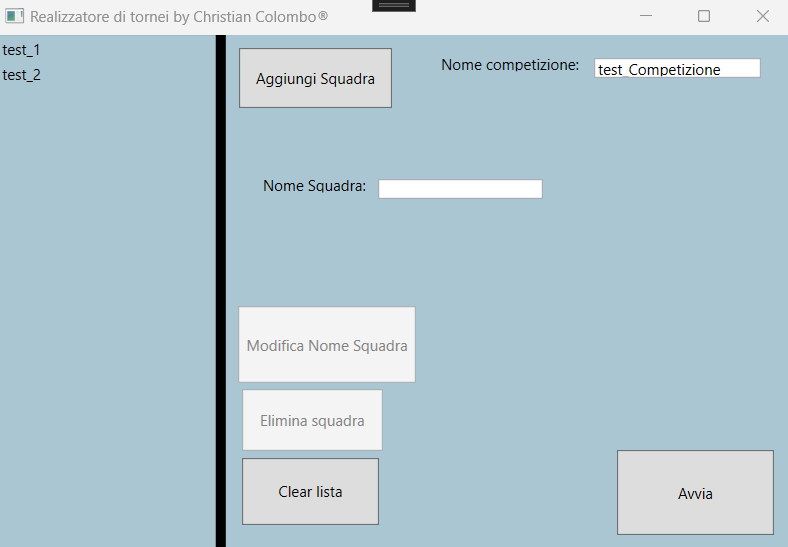 Realizzatore di tornei by Christian Colombo®
test_1
test_2
Aggiungi Squadra
Nome competizione:
test_Competizione
Nome Squadra:
Modifica Nome Squadra
Elimina squadra
Clear lista
Avvia